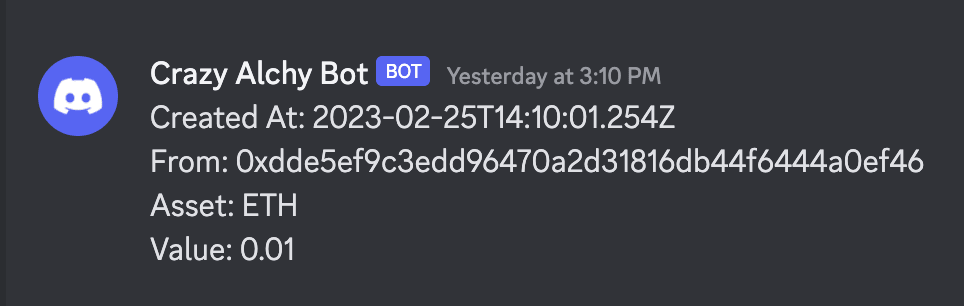 Crazy Alchy Bot BOT Yesterday at 3:10 PM
Created At: 2023-02-25T14:10:01.254Z
From: 0xdde5ef9c3edd96470a2d31816db44f6444a0ef46
Asset: ETH
Value: 0.01